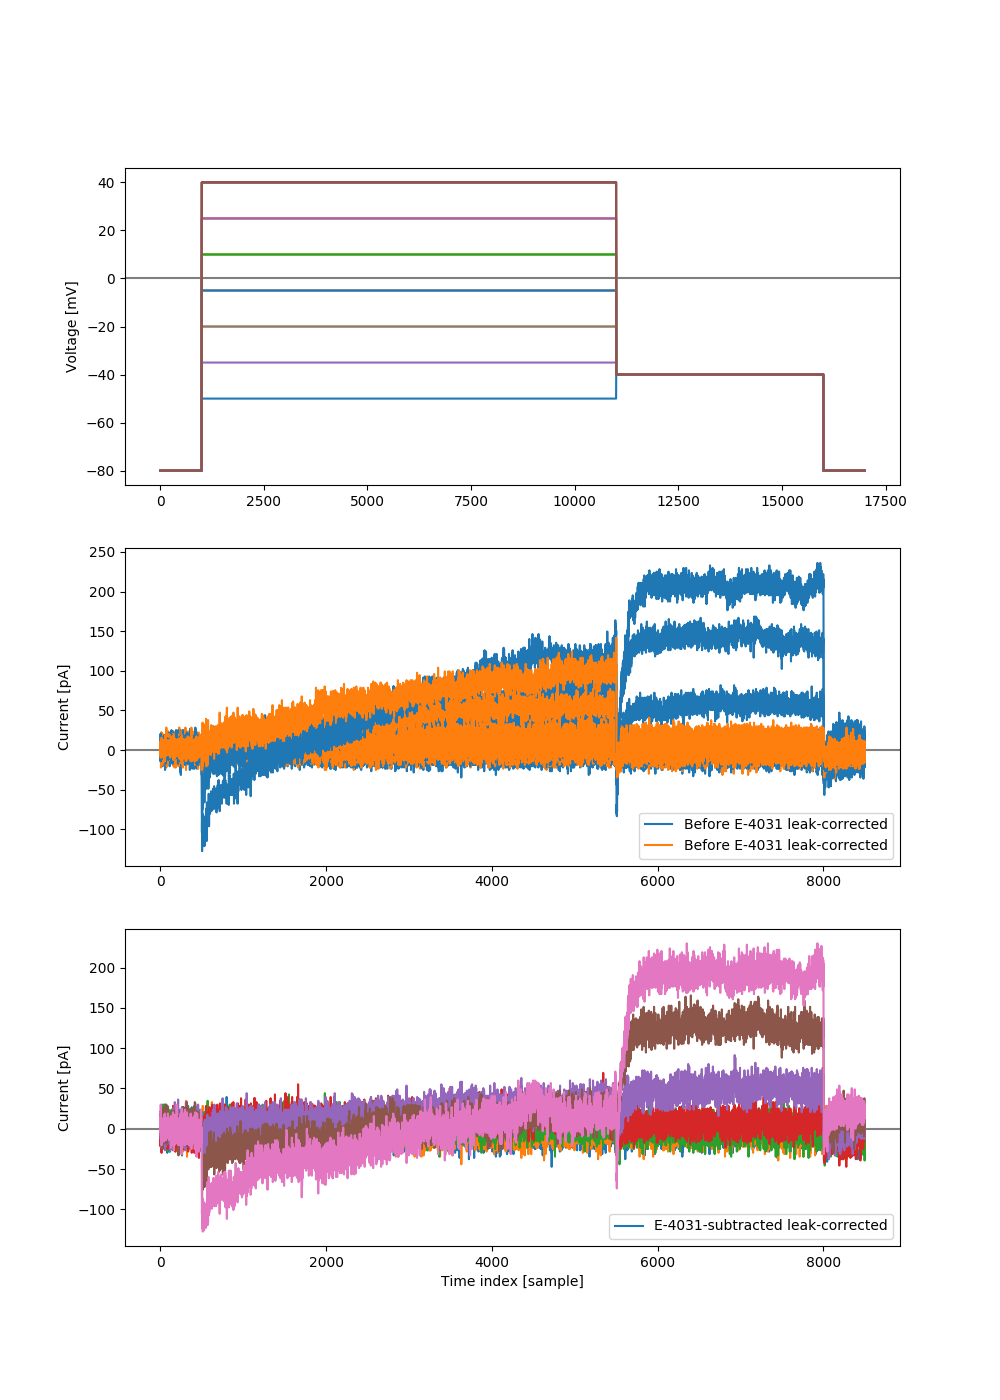 40
20
0
−20
−40
−60
−80
Voltage [mV]
0 2500 5000 7500 10000 12500 15000 17500
250
200
150
100
50
0
−50
−100
Current [pA]
Before E-4031 leak-corrected
Before E-4031 leak-corrected
0 2000 4000 6000 8000
200
150
100
50
0
−50
−100
Current [pA]
E-4031-subtracted leak-corrected
0 2000 4000 6000 8000
Time index [sample]